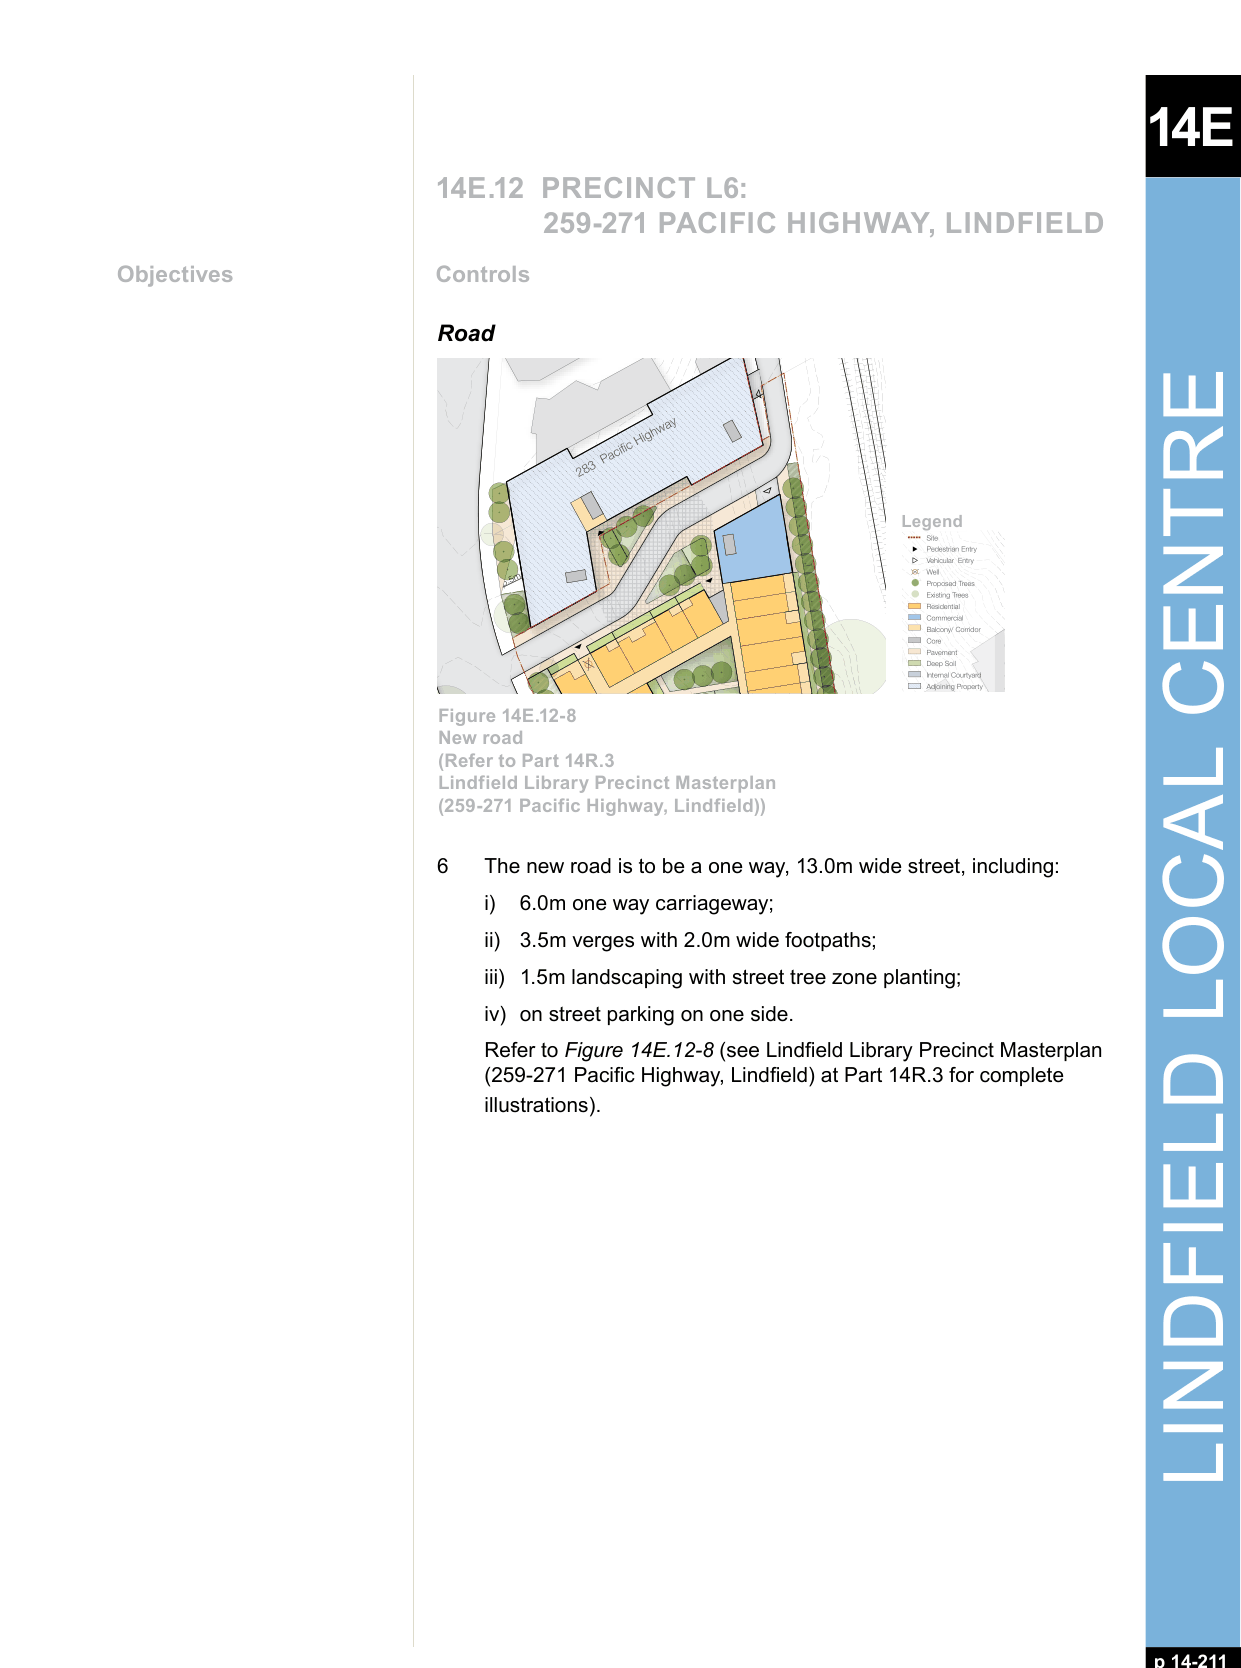 14E
14E.12 PRECINCT L6:
259-271 PACIFIC HIGHWAY, LINDFIELD
Objectives
Controls
Road
283 Pacific Highway
Legend
Site
Pedestrian Entry
Vehicular Entry
Well
Proposed Trees
Existing Trees
Residential
Commercial
Balcony/ Corridor
Core
Pavement
Deep Soil
Internal Courtyard
Adjoining Property
Figure 14E.12-8
New road
(Refer to Part 14R.3
Lindfield Library Precinct Masterplan
(259-271 Pacific Highway, Lindfield))
6 The new road is to be a one way, 13.0m wide street, including:
i) 6.0m one way carriageway;
ii) 3.5m verges with 2.0m wide footpaths;
iii) 1.5m landscaping with street tree zone planting;
iv) on street parking on one side.
Refer to Figure 14E.12-8 (see Lindfield Library Precinct Masterplan
(259-271 Pacific Highway, Lindfield) at Part 14R.3 for complete
illustrations).
LINDFIELD LOCAL CENTRE
p 14-211